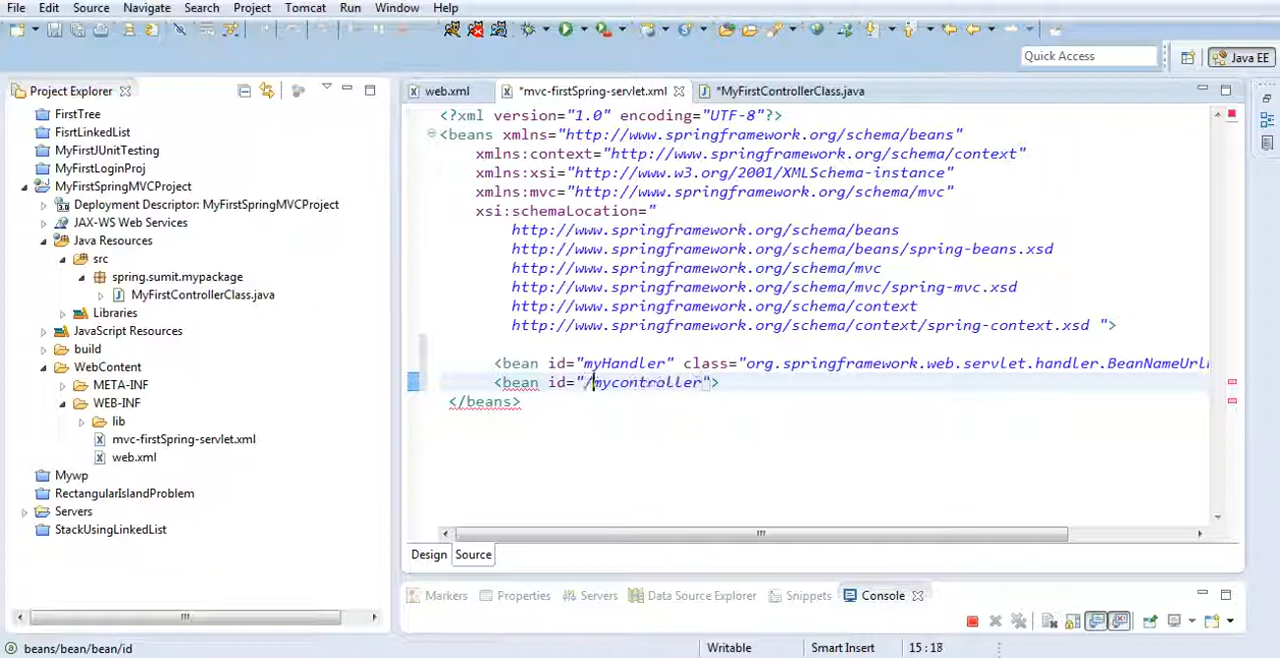 File Edit Source Navigate Search Project Tomcat Run Window Help
Quick Access
Java EE
Project Explorer
FirstTree
FisrtLinkedList
MyFirstJUnitTesting
MyFirstLoginProj
MyFirstSpringMVCProject
Deployment Descriptor: MyFirstSpringMVCProject
JAX-WS Web Services
Java Resources
src
spring.sumit.mypackage
MyFirstControllerClass.java
Libraries
JavaScript Resources
build
WebContent
META-INF
WEB-INF
lib
mvc-firstSpring-servlet.xml
web.xml
Mywp
RectangularIslandProblem
Servers
StackUsingLinkedList
web.xml *mvc-firstSpring-servlet.xml *MyFirstControllerClass.java
<?xml version="1.0" encoding="UTF-8"?>
<beans xmlns="http://www.springframework.org/schema/beans"
xmlns:context="http://www.springframework.org/schema/context"
xmlns:xsi="http://www.w3.org/2001/XMLSchema-instance"
xmlns:mvc="http://www.springframework.org/schema/mvc"
xsi:schemaLocation="
http://www.springframework.org/schema/beans
http://www.springframework.org/schema/beans/spring-beans.xsd
http://www.springframework.org/schema/mvc
http://www.springframework.org/schema/mvc/spring-mvc.xsd
http://www.springframework.org/schema/context
http://www.springframework.org/schema/context/spring-context.xsd ">
<bean id="myHandler" class="org.springframework.web.servlet.handler.BeanNameUrl
<bean id="/mycontroller">
</beans>
Design Source
Markers Properties Servers Data Source Explorer Snippets Console
beans/bean/bean/id
Writable
Smart Insert
15 : 18